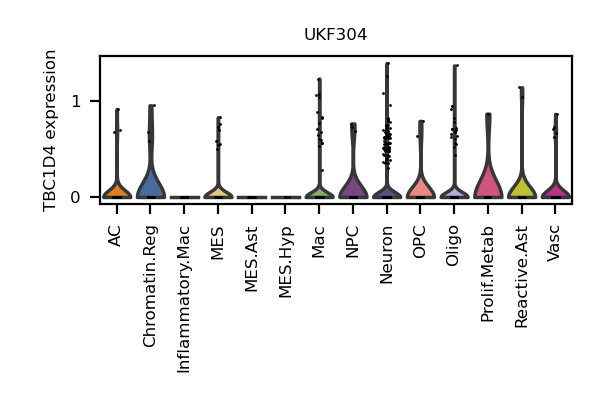 UKF304
TBC1D4 expression
1
0
AC
Chromatin.Reg
Inflammatory.Mac
MES
MES.Ast
MES.Hyp
Mac
NPC
Neuron
OPC
Oligo
Prolif.Metab
Reactive.Ast
Vasc